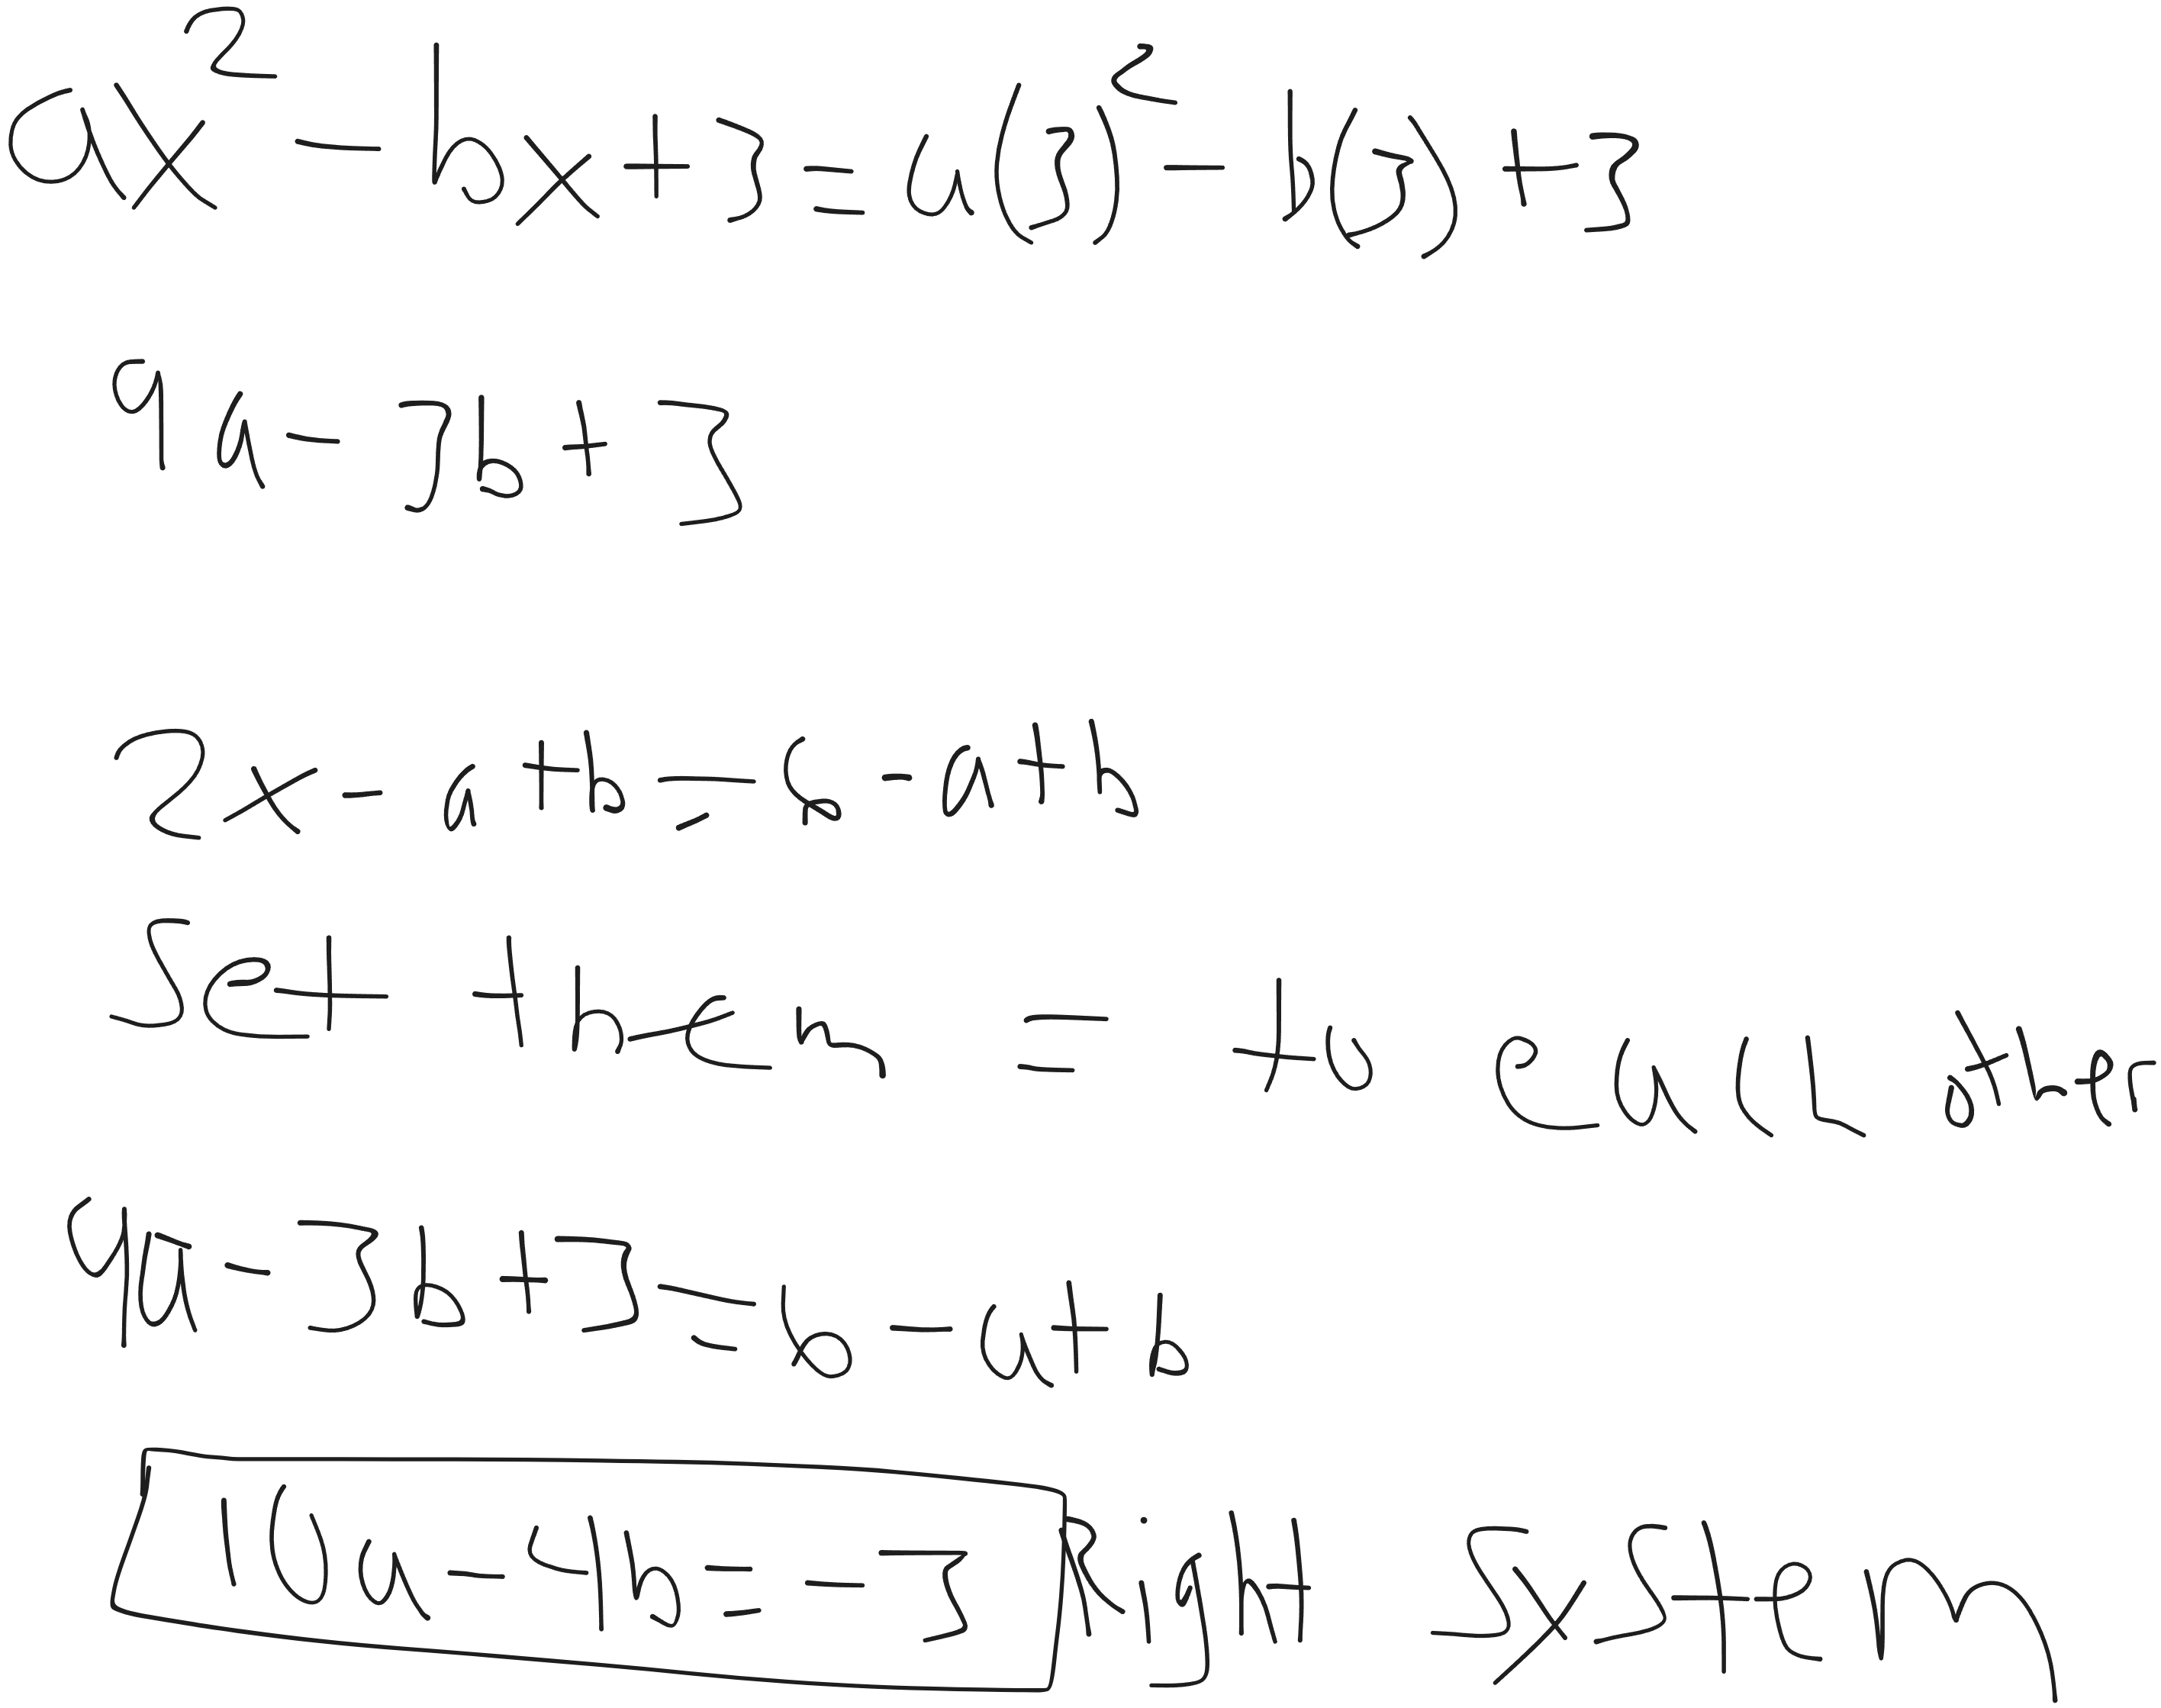 ax² - bx + 3 = a(3)² - b(3) + 3
9a - 3b + 3
2x - a + b = 6 - a + b
Set them = to each other
9a - 3b + 3 = 6 - a + b
10a - 4b = -3 Right System